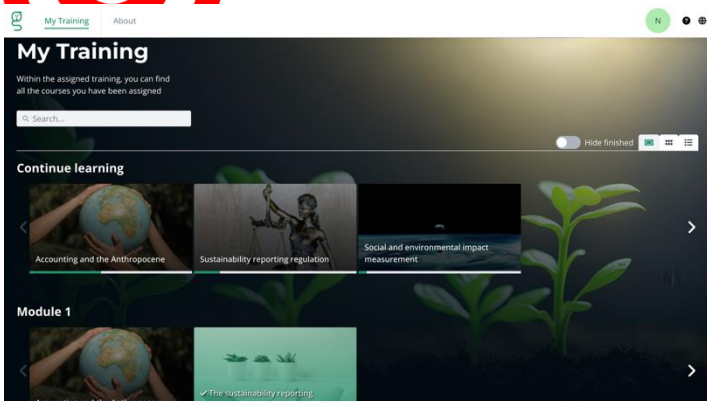 My Training
About
N
My Training
Within the assigned training, you can find
all the courses you have been assigned
Search...
Hide finished
Continue learning
Accounting and the Anthropocene
Sustainability reporting regulation
Social and environmental impact
measurement
Module 1
✓ The sustainability reporting